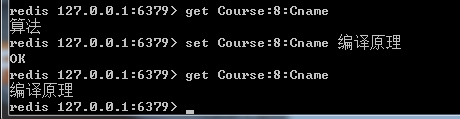 redis 127.0.0.1:6379> get Course:8:Cname
算法
redis 127.0.0.1:6379> set Course:8:Cname 编译原理
OK
redis 127.0.0.1:6379> get Course:8:Cname
编译原理
redis 127.0.0.1:6379>